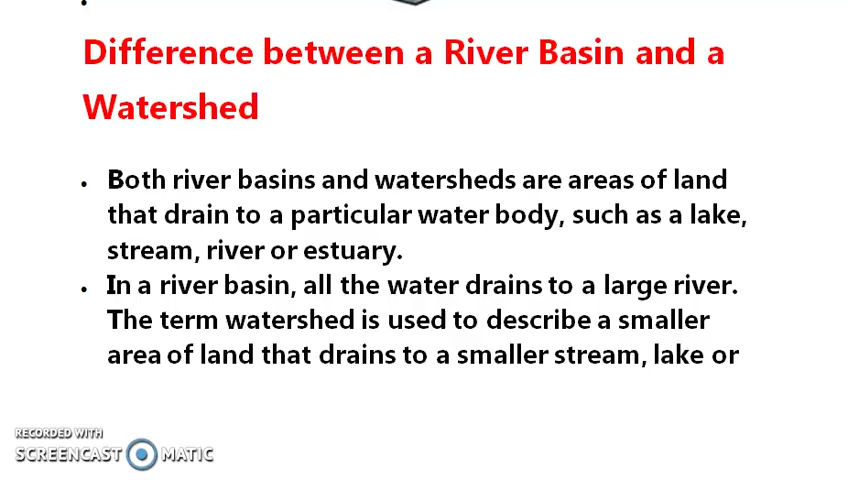 Difference between a River Basin and a
Watershed
• Both river basins and watersheds are areas of land
that drain to a particular water body, such as a lake,
stream, river or estuary.
• In a river basin, all the water drains to a large river.
The term watershed is used to describe a smaller
area of land that drains to a smaller stream, lake or
RECORDED WITH
SCREENCAST MATIC